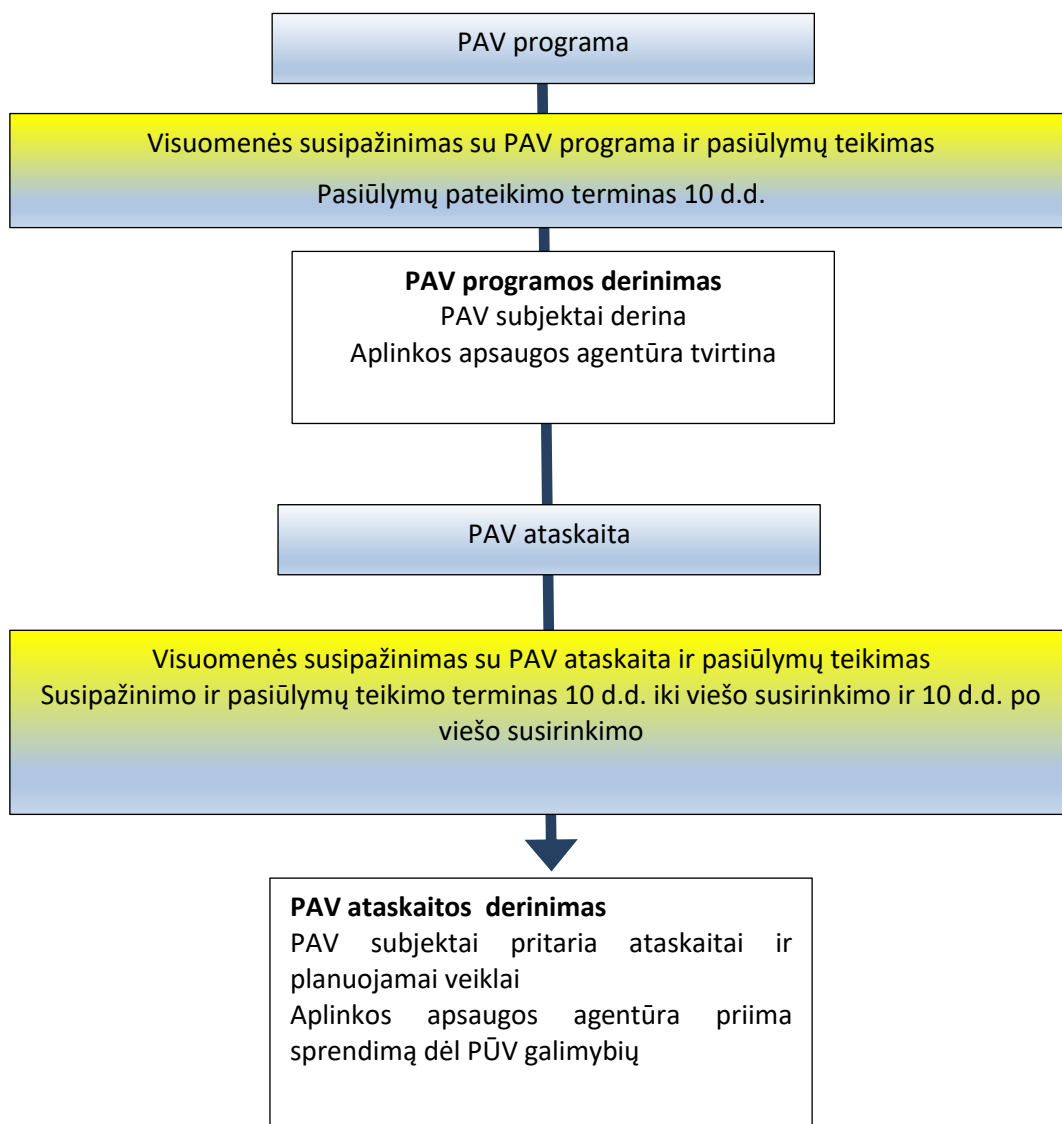 PAV programa
Visuomenės susipažinimas su PAV programa ir pasiūlymų teikimas
Pasiūlymų pateikimo terminas 10 d.d.
PAV programos derinimas
PAV subjektai derina
Aplinkos apsaugos agentūra tvirtina
PAV ataskaita
Visuomenės susipažinimas su PAV ataskaita ir pasiūlymų teikimas
Susipažinimo ir pasiūlymų teikimo terminas 10 d.d. iki viešo susirinkimo ir 10 d.d. po
viešo susirinkimo
PAV ataskaitos derinimas
PAV subjektai pritaria ataskaitai ir
planuojamai veiklai
Aplinkos apsaugos agentūra priima
sprendimą dėl PŪV galimybių